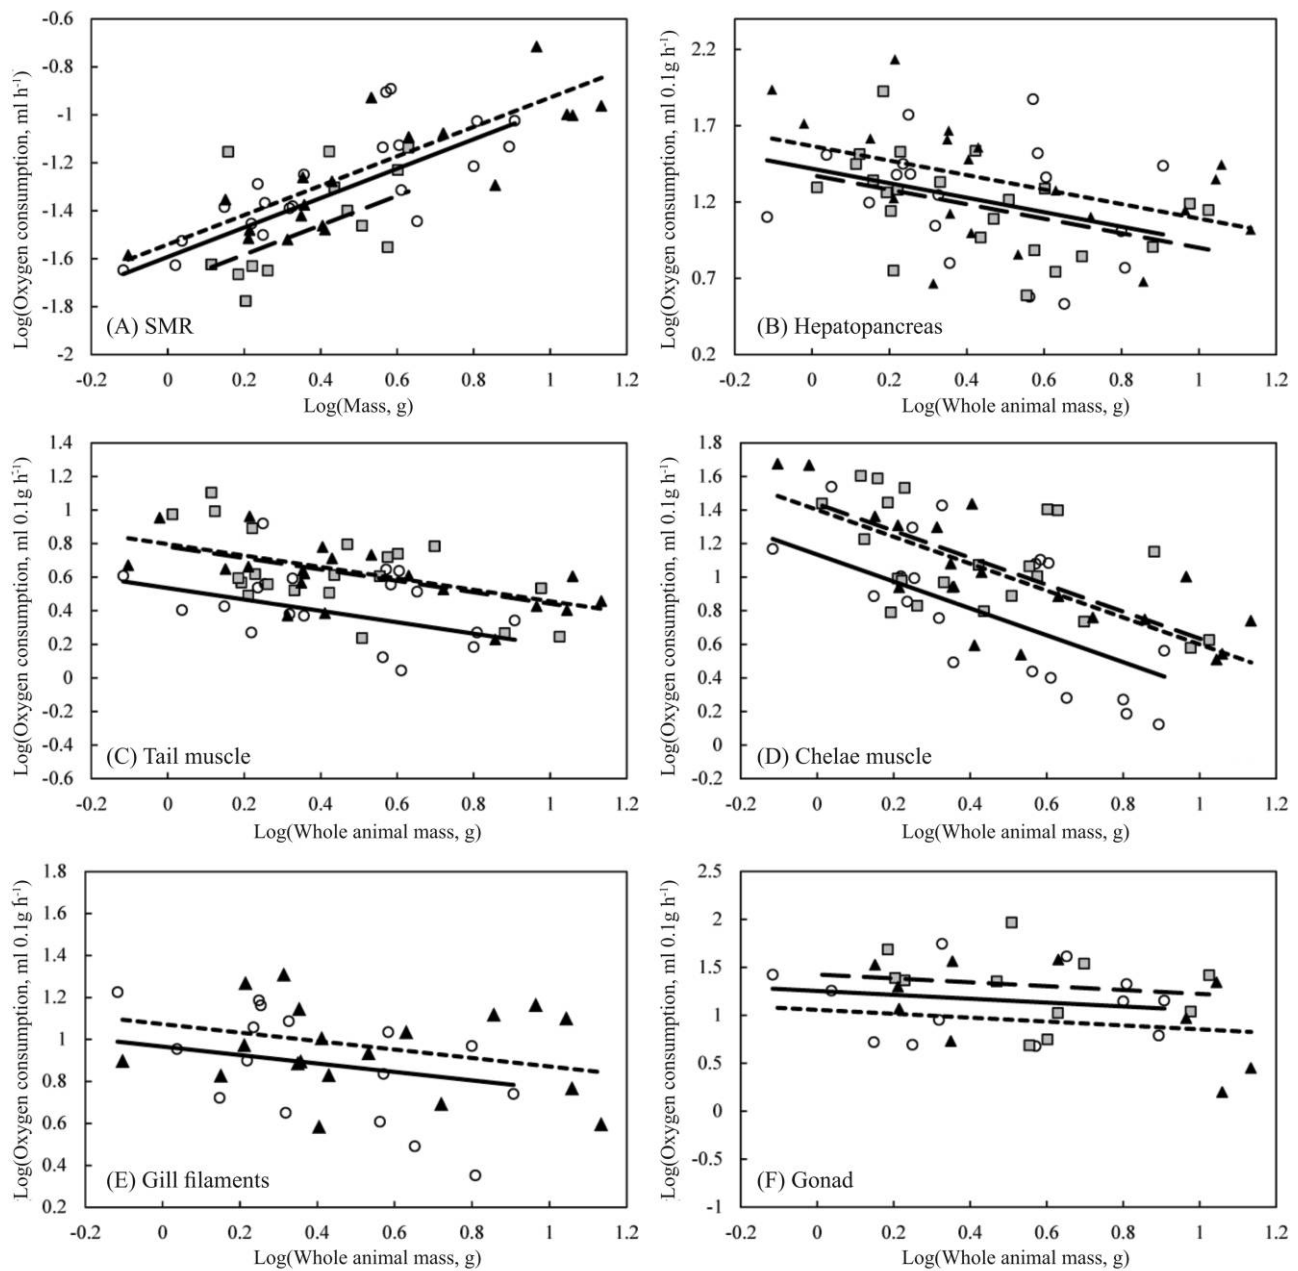 Log(Oxygen consumption, ml h-1)
-0.6
-0.8
-1
-1.2
-1.4
-1.6
-1.8
-2
(A) SMR
-0.2 0 0.2 0.4 0.6 0.8 1 1.2
Log(Mass, g)
Log(Oxygen consumption, ml 0.1g h-1)
2.2
1.7
1.2
0.7
0.2
(B) Hepatopancreas
-0.2 0 0.2 0.4 0.6 0.8 1 1.2
Log(Whole animal mass, g)
Log(Oxygen consumption, ml 0.1g h-1)
1.4
1.2
1
0.8
0.6
0.4
0.2
0
-0.2
-0.4
-0.6
(C) Tail muscle
-0.2 0 0.2 0.4 0.6 0.8 1 1.2
Log(Whole animal mass, g)
Log(Oxygen consumption, ml 0.1g h-1)
1.8
1.6
1.4
1.2
1
0.8
0.6
0.4
0.2
0
-0.2
(D) Chelae muscle
-0.2 0 0.2 0.4 0.6 0.8 1 1.2
Log(Whole animal mass, g)
Log(Oxygen consumption, ml 0.1g h-1)
1.8
1.6
1.4
1.2
1
0.8
0.6
0.4
0.2
(E) Gill filaments
-0.2 0 0.2 0.4 0.6 0.8 1 1.2
Log(Whole animal mass, g)
Log(Oxygen consumption, ml 0.1g h-1)
2.5
2
1.5
1
0.5
0
-0.5
-1
(F) Gonad
-0.2 0 0.2 0.4 0.6 0.8 1 1.2
Log(Whole animal mass, g)